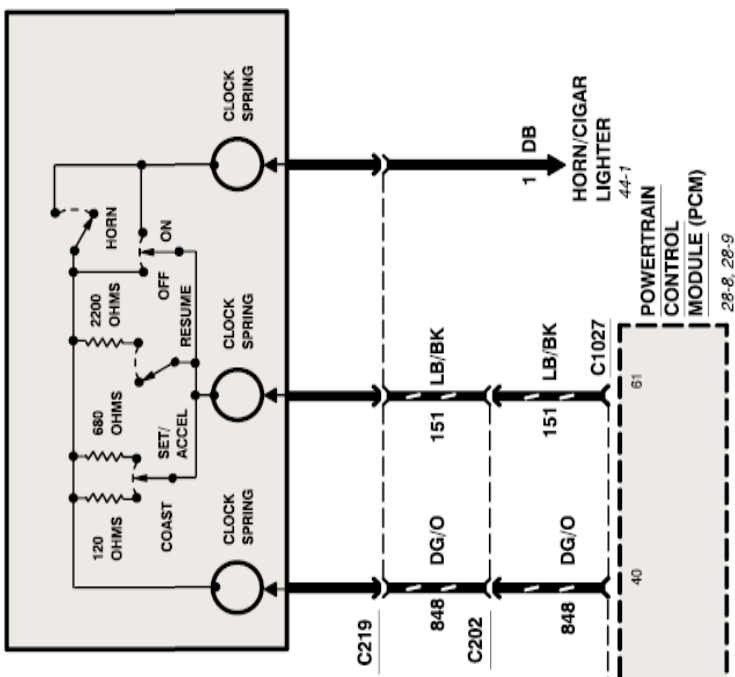 CLOCK
SPRING
HORN
ON
OFF
2200
OHMS
RESUME
CLOCK
SPRING
680
OHMS
SET/
ACCEL
120
OHMS
COAST
CLOCK
SPRING
1
DB
HORN/CIGAR
LIGHTER
44-1
151
LB/BK
151
LB/BK
C1027
61
POWERTRAIN
CONTROL
MODULE (PCM)
28-8, 28-9
848
DG/O
848
DG/O
40
C219
C202